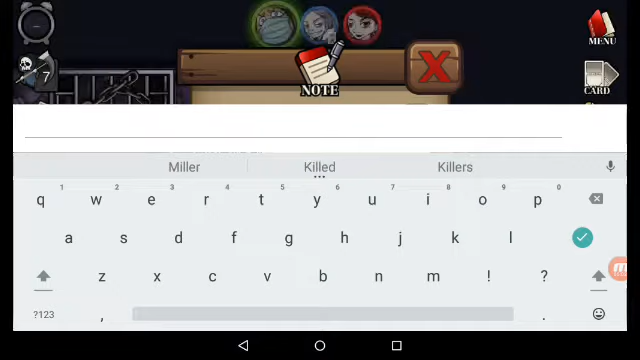 MENU
7
NOTE
X
CARD
Miller Killed Killers
1 2 3 4 5 6 7 8 9 0
q w e r t y u i o p
a s d f g h j k l
z x c v b n m ! ?
?123 , .